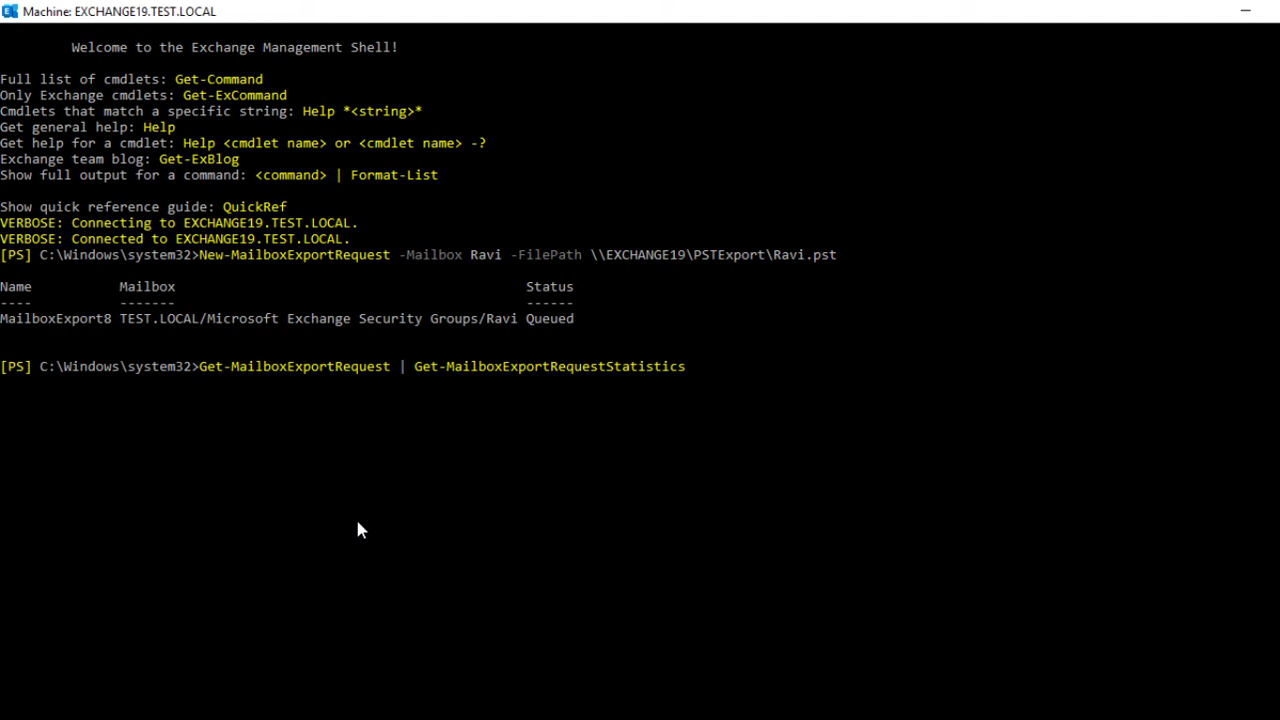 Machine: EXCHANGE19.TEST.LOCAL
Welcome to the Exchange Management Shell!
Full list of cmdlets: Get-Command
Only Exchange cmdlets: Get-ExCommand
Cmdlets that match a specific string: Help *<string>*
Get general help: Help
Get help for a cmdlet: Help <cmdlet name> or <cmdlet name> -?
Exchange team blog: Get-ExBlog
Show full output for a command: <command> | Format-List
Show quick reference guide: QuickRef
VERBOSE: Connecting to EXCHANGE19.TEST.LOCAL.
VERBOSE: Connected to EXCHANGE19.TEST.LOCAL.
[PS] C:\Windows\system32>New-MailboxExportRequest -Mailbox Ravi -FilePath \\EXCHANGE19\PSTExport\Ravi.pst
Name Mailbox Status
---- ------- ------
MailboxExport8 TEST.LOCAL/Microsoft Exchange Security Groups/Ravi Queued
[PS] C:\Windows\system32>Get-MailboxExportRequest | Get-MailboxExportRequestStatistics